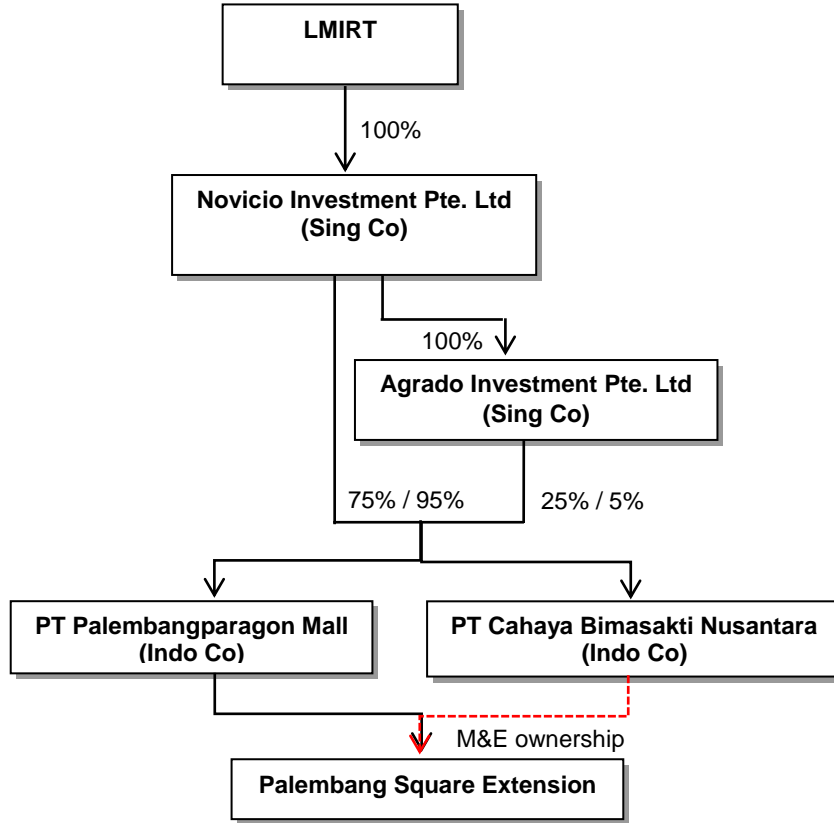 LMIRT
100%
Novicio Investment Pte. Ltd
(Sing Co)
100%
Agrado Investment Pte. Ltd
(Sing Co)
75% / 95%
25% / 5%
PT Palembangparagon Mall
(Indo Co)
PT Cahaya Bimasakti Nusantara
(Indo Co)
M&E ownership
Palembang Square Extension